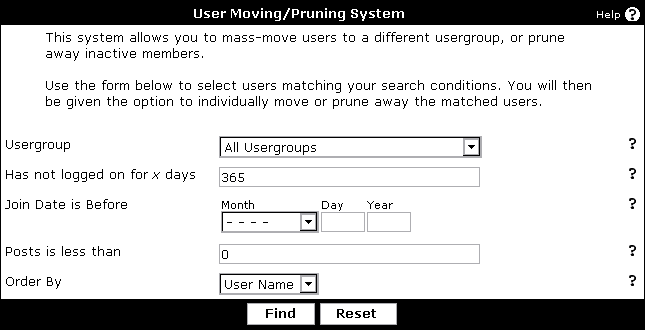 User Moving/Pruning System
Help ?
This system allows you to mass-move users to a different usergroup, or prune
away inactive members.
Use the form below to select users matching your search conditions. You will then
be given the option to individually move or prune away the matched users.
Usergroup
All Usergroups
?
Has not logged on for x days
365
?
Join Date is Before
Month Day Year
- - - -
?
Posts is less than
0
?
Order By
User Name
?
Find Reset